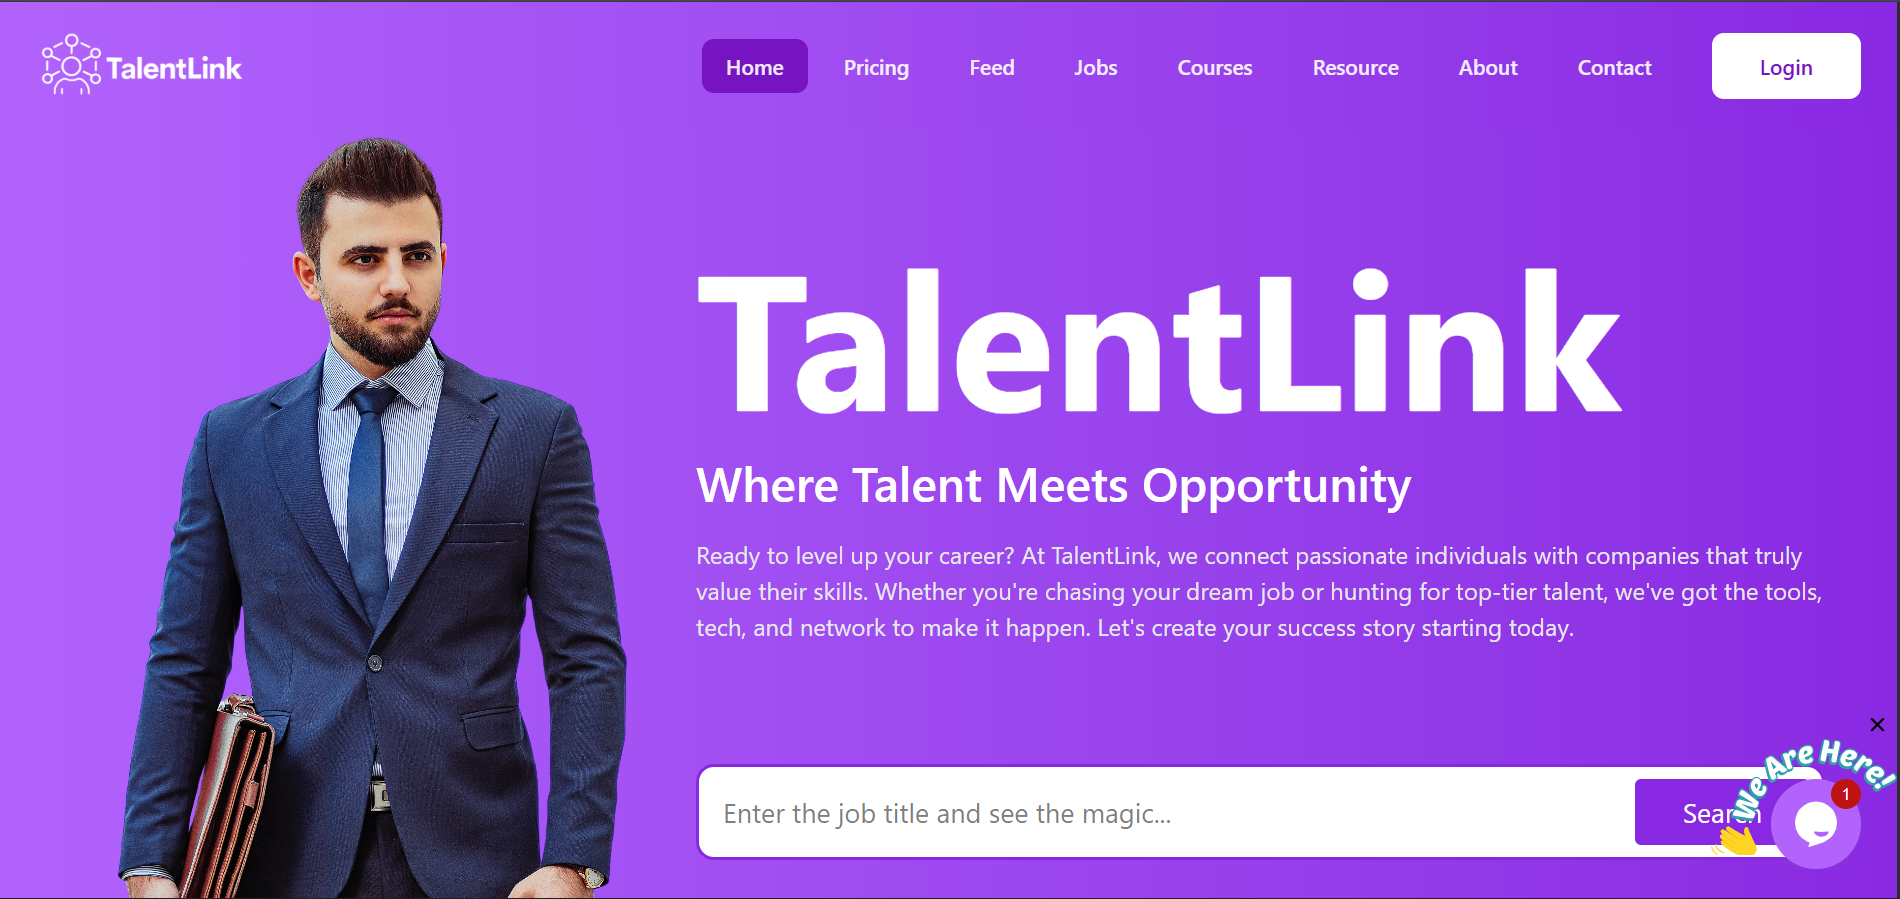 TalentLink
Home Pricing Feed Jobs Courses Resource About Contact Login
TalentLink
Where Talent Meets Opportunity
Ready to level up your career? At TalentLink, we connect passionate individuals with companies that truly
value their skills. Whether you're chasing your dream job or hunting for top-tier talent, we've got the tools,
tech, and network to make it happen. Let's create your success story starting today.
We Are Here!
1
Enter the job title and see the magic... Search